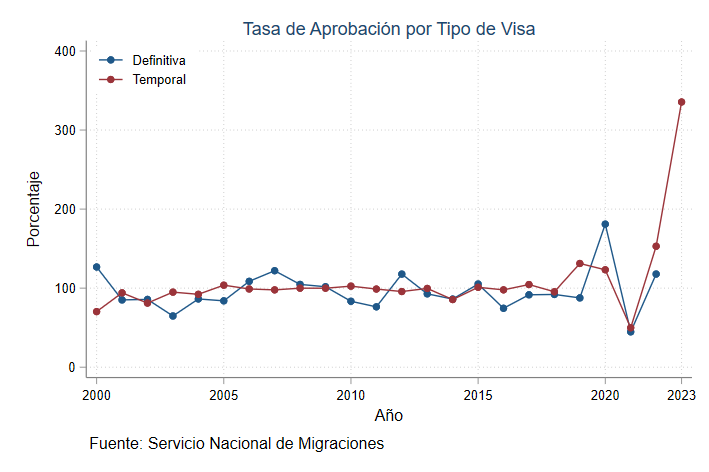 Tasa de Aprobación por Tipo de Visa
400
300
200
100
0
Porcentaje
Definitiva
Temporal
2000
2005
2010
2015
2020
2023
Año
Fuente: Servicio Nacional de Migraciones